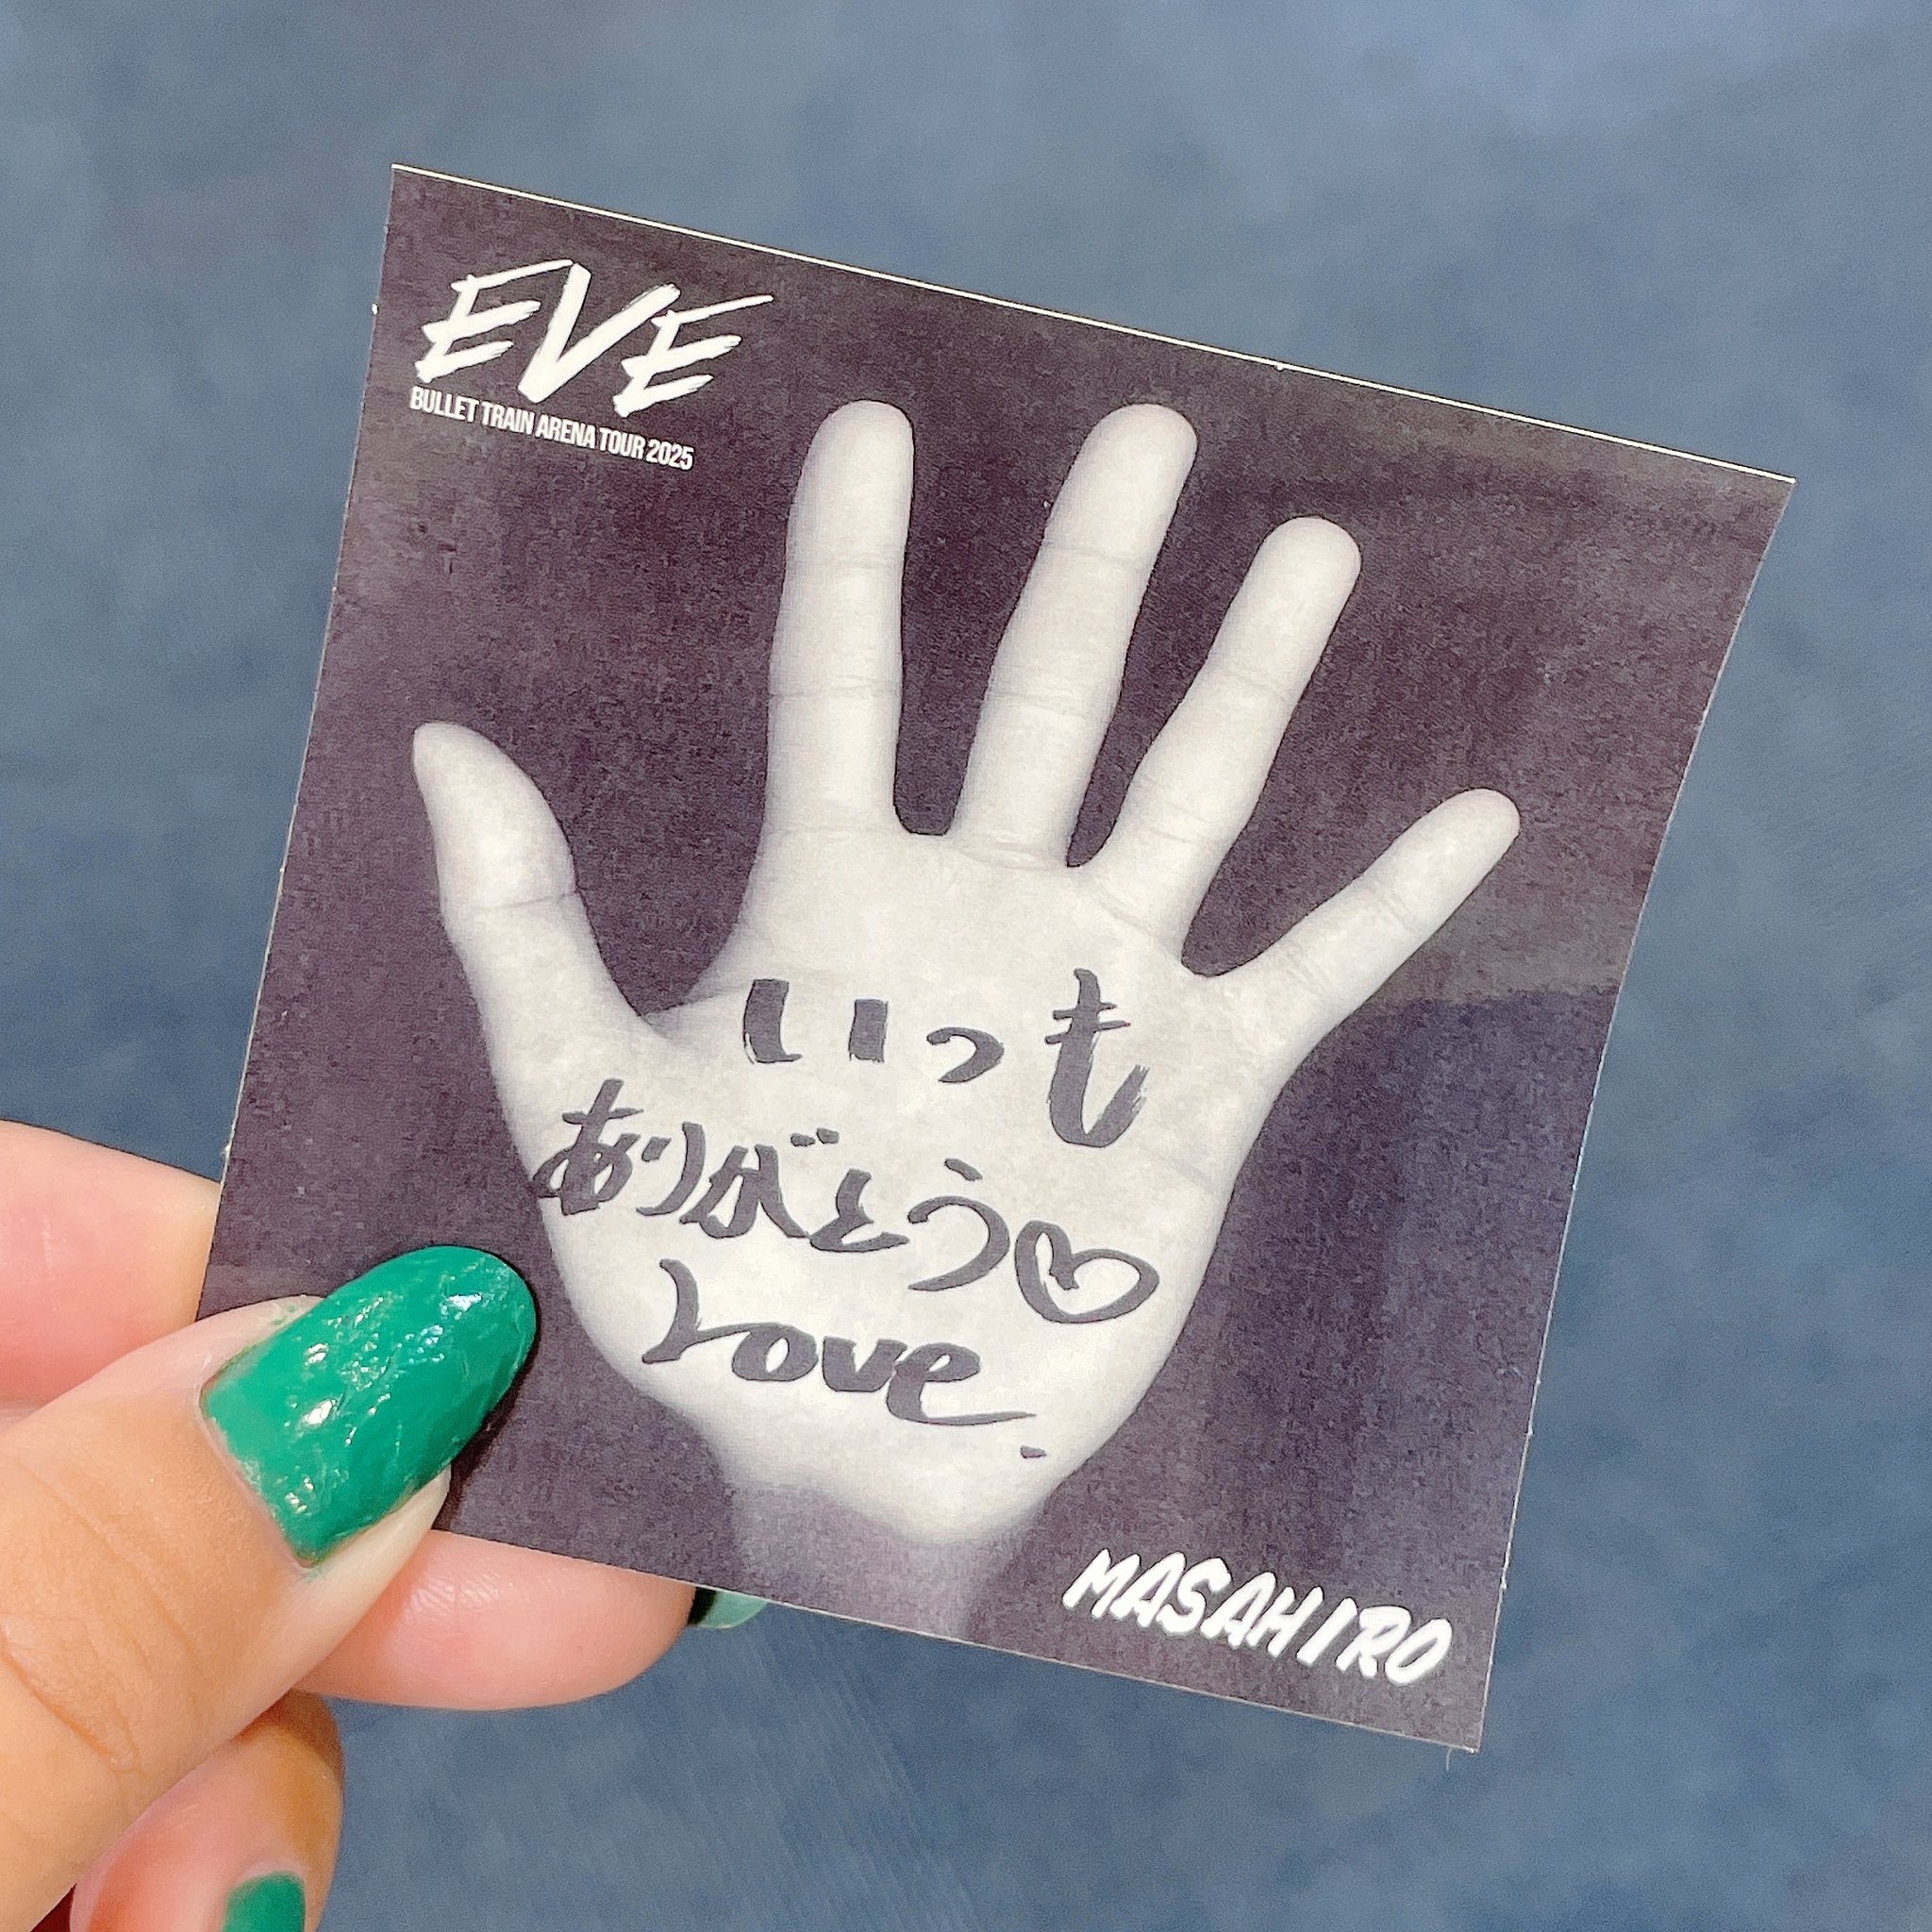 EVE
BULLET TRAIN ARENA TOUR 2025
いつも
ありがとう♡
Love.
MASAHIRO